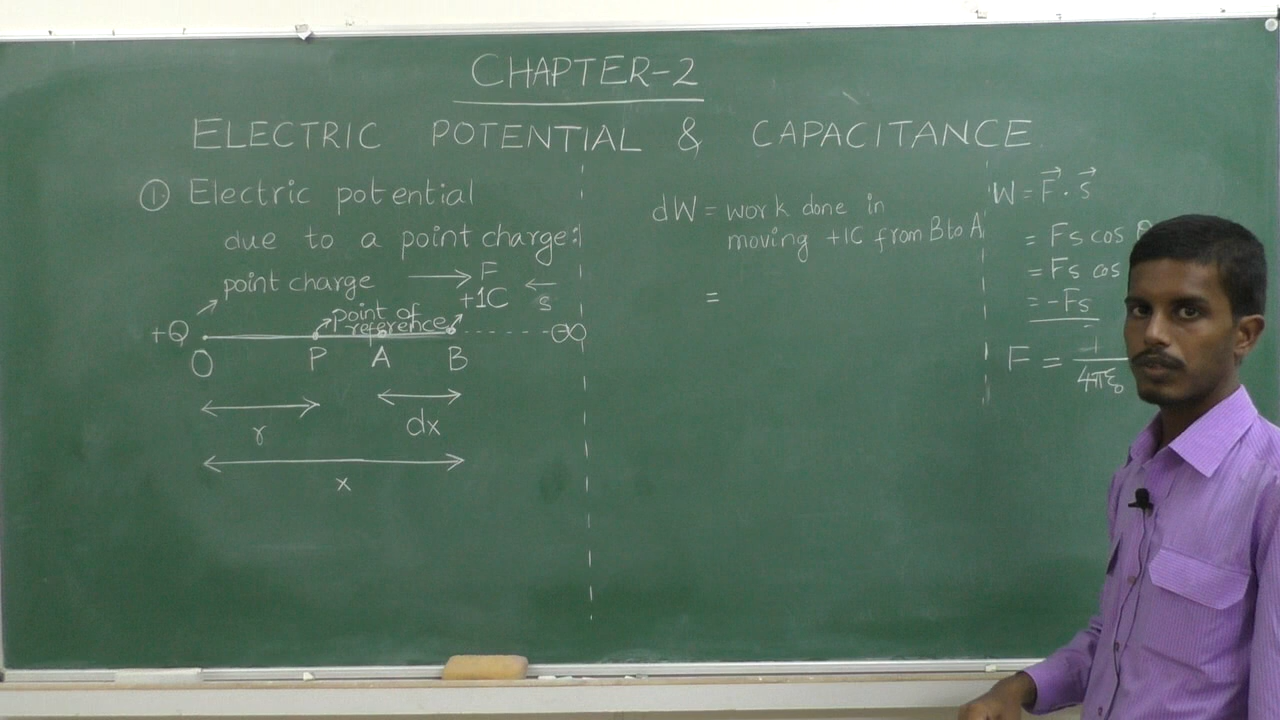 CHAPTER-2
ELECTRIC POTENTIAL & CAPACITANCE
① Electric potential
due to a point charge:
point charge
F
+1C
s
point of
reference
+Q
∞
O P A B
r
dx
x
dW = work done in
moving +1C from B to A
=
W = F⃗ . s⃗
= Fs cos
= Fs cos
= -Fs
F = 1
4πε₀